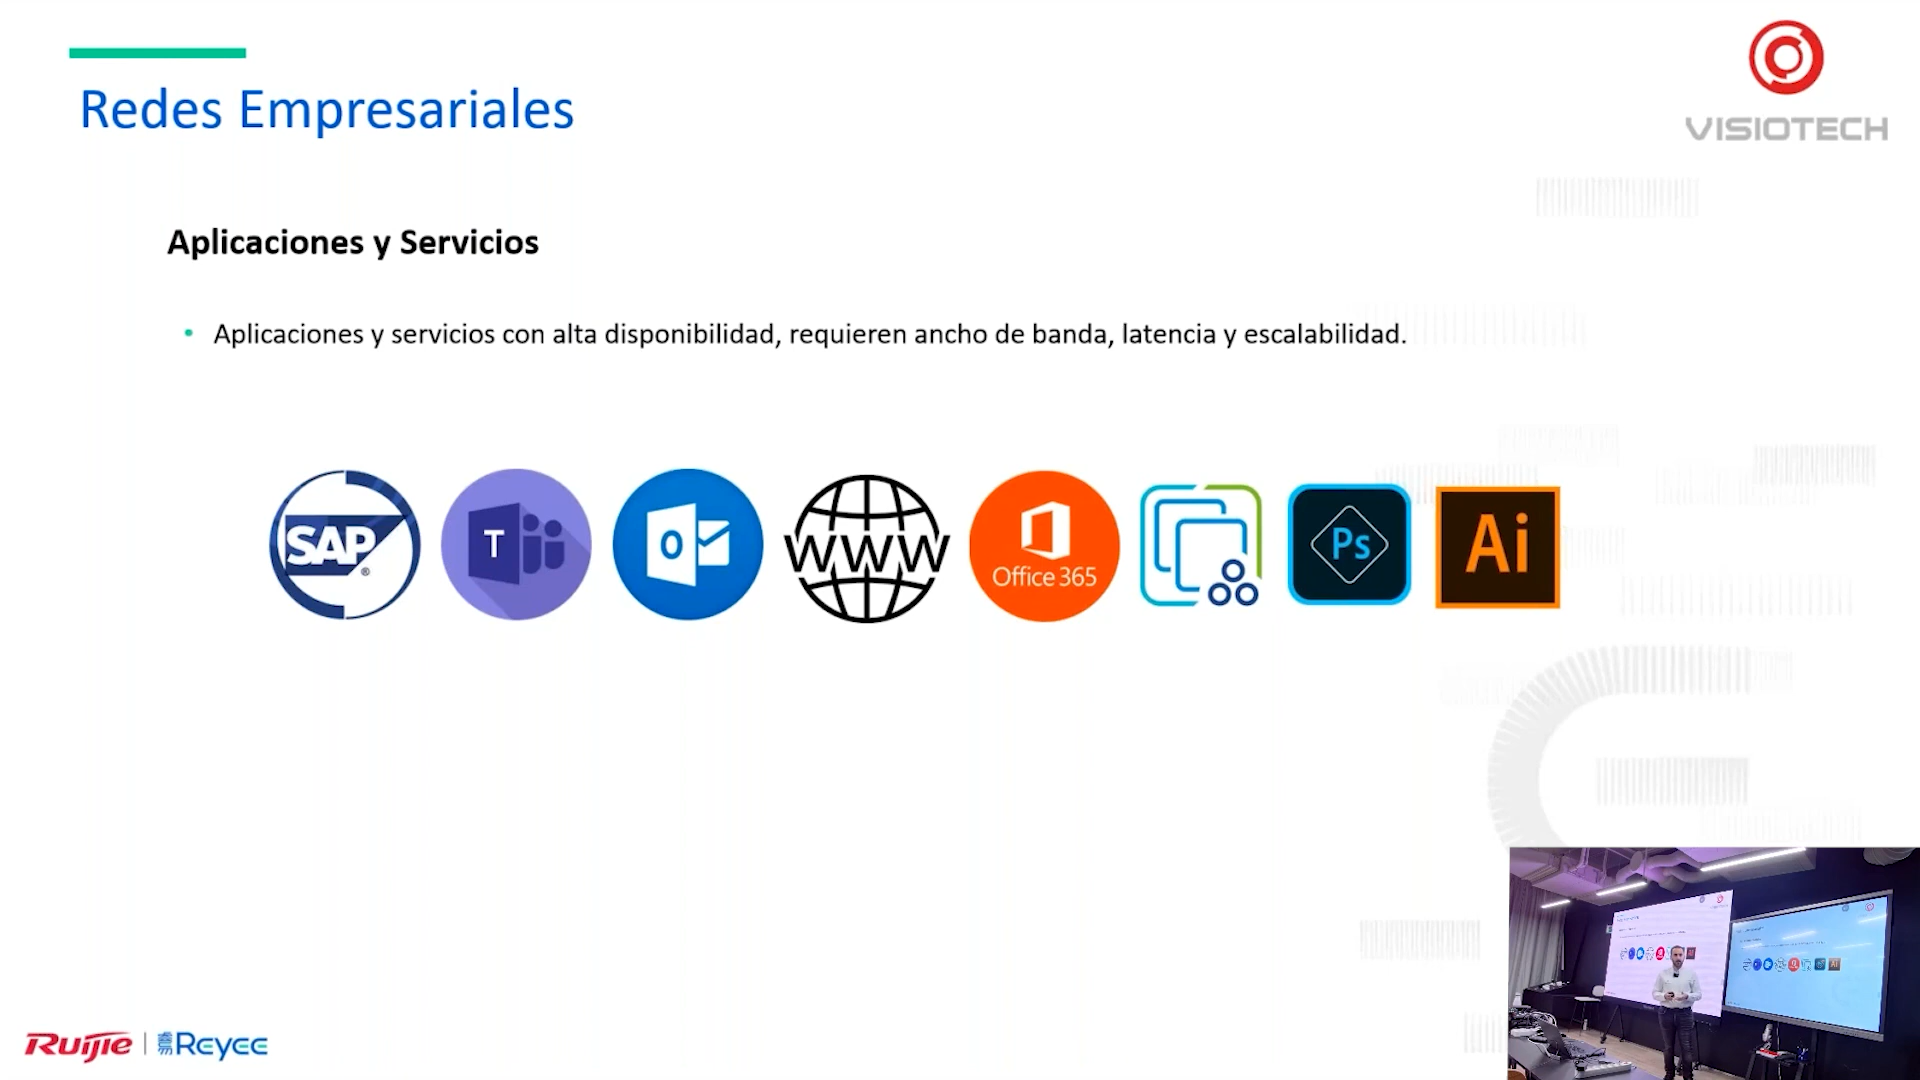 Redes Empresariales
VISIOTECH
Aplicaciones y Servicios
• Aplicaciones y servicios con alta disponibilidad, requieren ancho de banda, latencia y escalabilidad.
SAP®
T
O
WWW
Office 365
Ps
Ai
Ruijie | Reyee